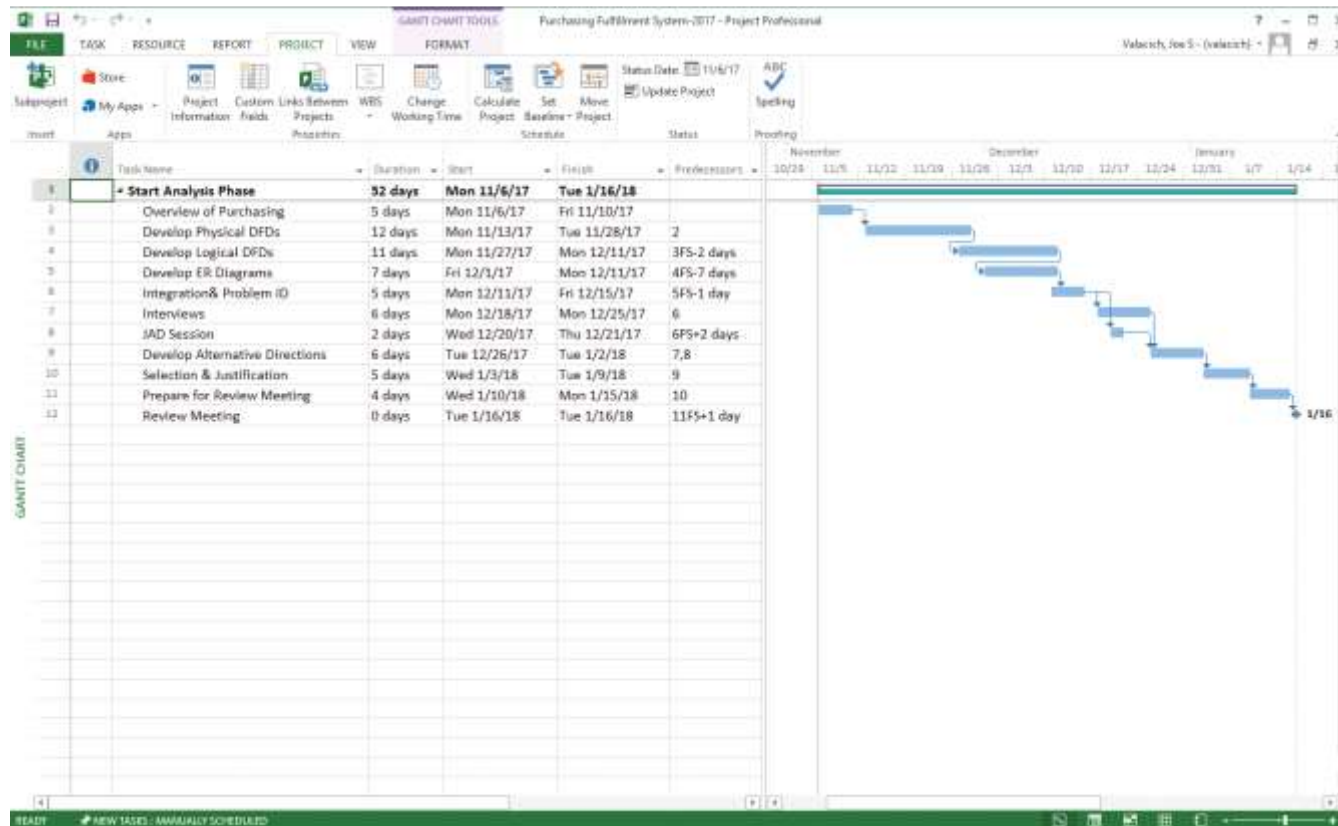 GANTT CHART TOOLS Purchasing Fulfillment System-2017 - Project Professional ?
FILE TASK RESOURCE REPORT PROJECT VIEW FORMAT Valacich, Joe S - (valacich)
Subproject Store My Apps Project Information Custom Fields Links Between Projects WBS Change Working Time Calculate Project Set Baseline Move Project Status Date: 11/6/17 Update Project ABC Spelling
Insert Apps Properties Schedule Status Proofing
November December January
Task Name Duration Start Finish Predecessors 10/29 11/5 11/12 11/19 11/26 12/3 12/10 12/17 12/24 12/31 1/7 1/14
1 Start Analysis Phase 52 days Mon 11/6/17 Tue 1/16/18
2 Overview of Purchasing 5 days Mon 11/6/17 Fri 11/10/17
3 Develop Physical DFDs 12 days Mon 11/13/17 Tue 11/28/17 2
4 Develop Logical DFDs 11 days Mon 11/27/17 Mon 12/11/17 3FS-2 days
5 Develop ER Diagrams 7 days Fri 12/1/17 Mon 12/11/17 4FS-7 days
6 Integration& Problem ID 5 days Mon 12/11/17 Fri 12/15/17 5FS-1 day
7 Interviews 6 days Mon 12/18/17 Mon 12/25/17 6
8 JAD Session 2 days Wed 12/20/17 Thu 12/21/17 6FS+2 days
9 Develop Alternative Directions 6 days Tue 12/26/17 Tue 1/2/18 7,8
10 Selection & Justification 5 days Wed 1/3/18 Tue 1/9/18 9
11 Prepare for Review Meeting 4 days Wed 1/10/18 Mon 1/15/18 10
12 Review Meeting 0 days Tue 1/16/18 Tue 1/16/18 11FS+1 day 1/16
GANTT CHART
READY NEW TASKS : MANUALLY SCHEDULED